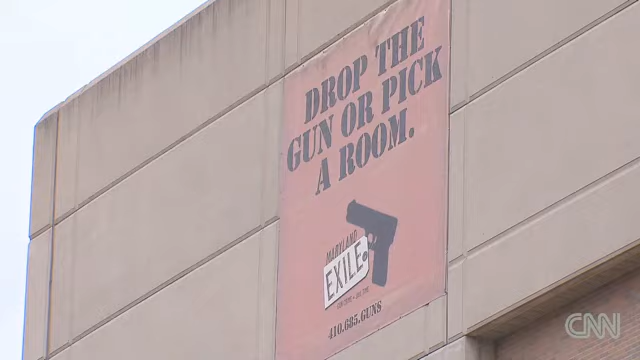 DROP THE
GUN OR PICK
A ROOM.
MARYLAND
EXILE
410.685.GUNS
CNN